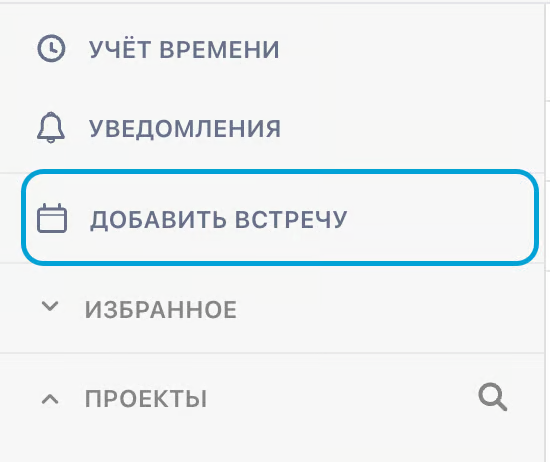 УЧЁТ ВРЕМЕНИ
УВЕДОМЛЕНИЯ
ДОБАВИТЬ ВСТРЕЧУ
ИЗБРАННОЕ
ПРОЕКТЫ